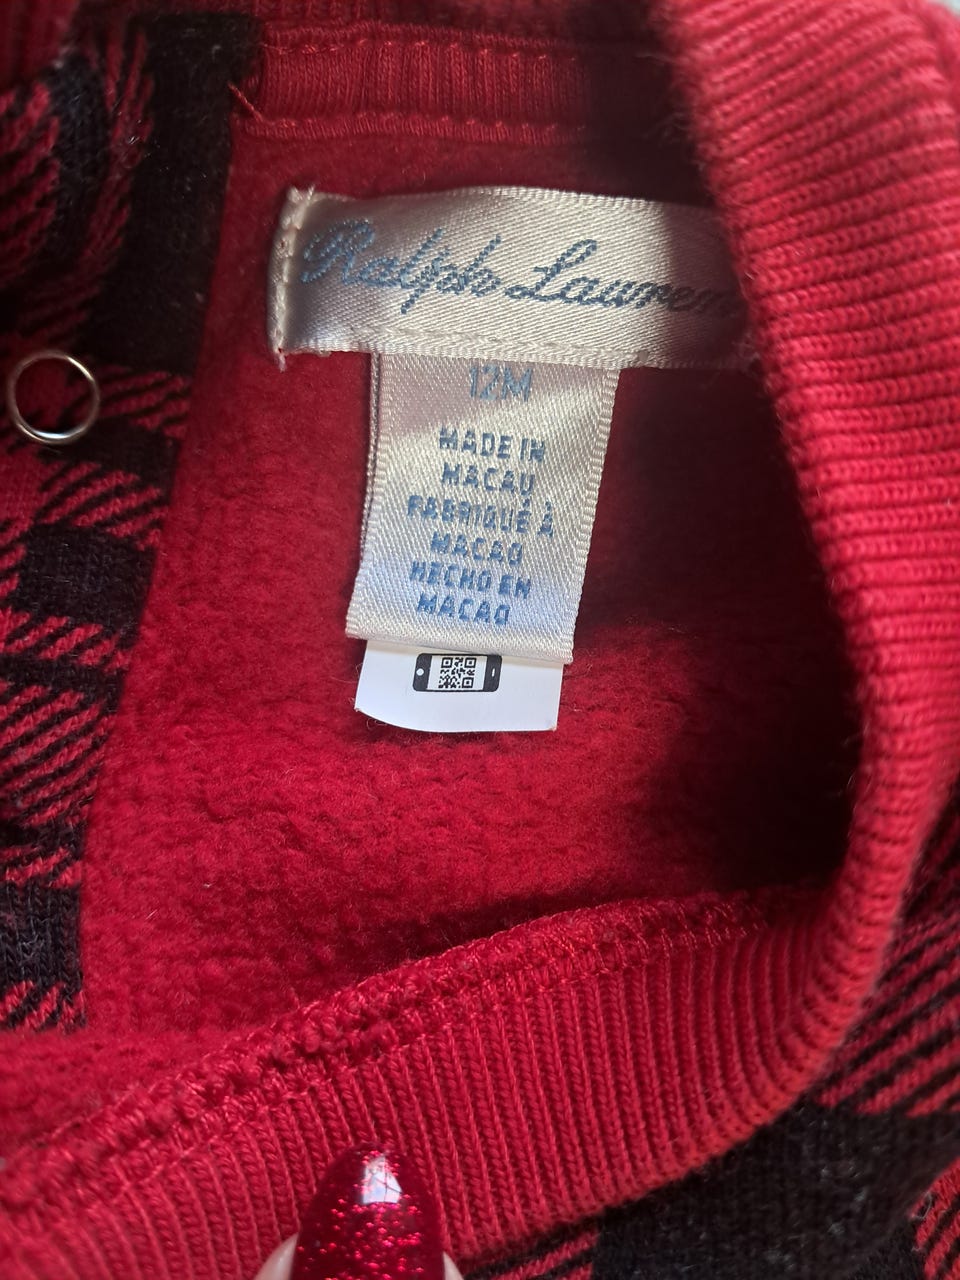 Ralph Lauren
12M
MADE IN
MACAU
FABRIQUÉ À
MACAO
HECHO EN
MACAO